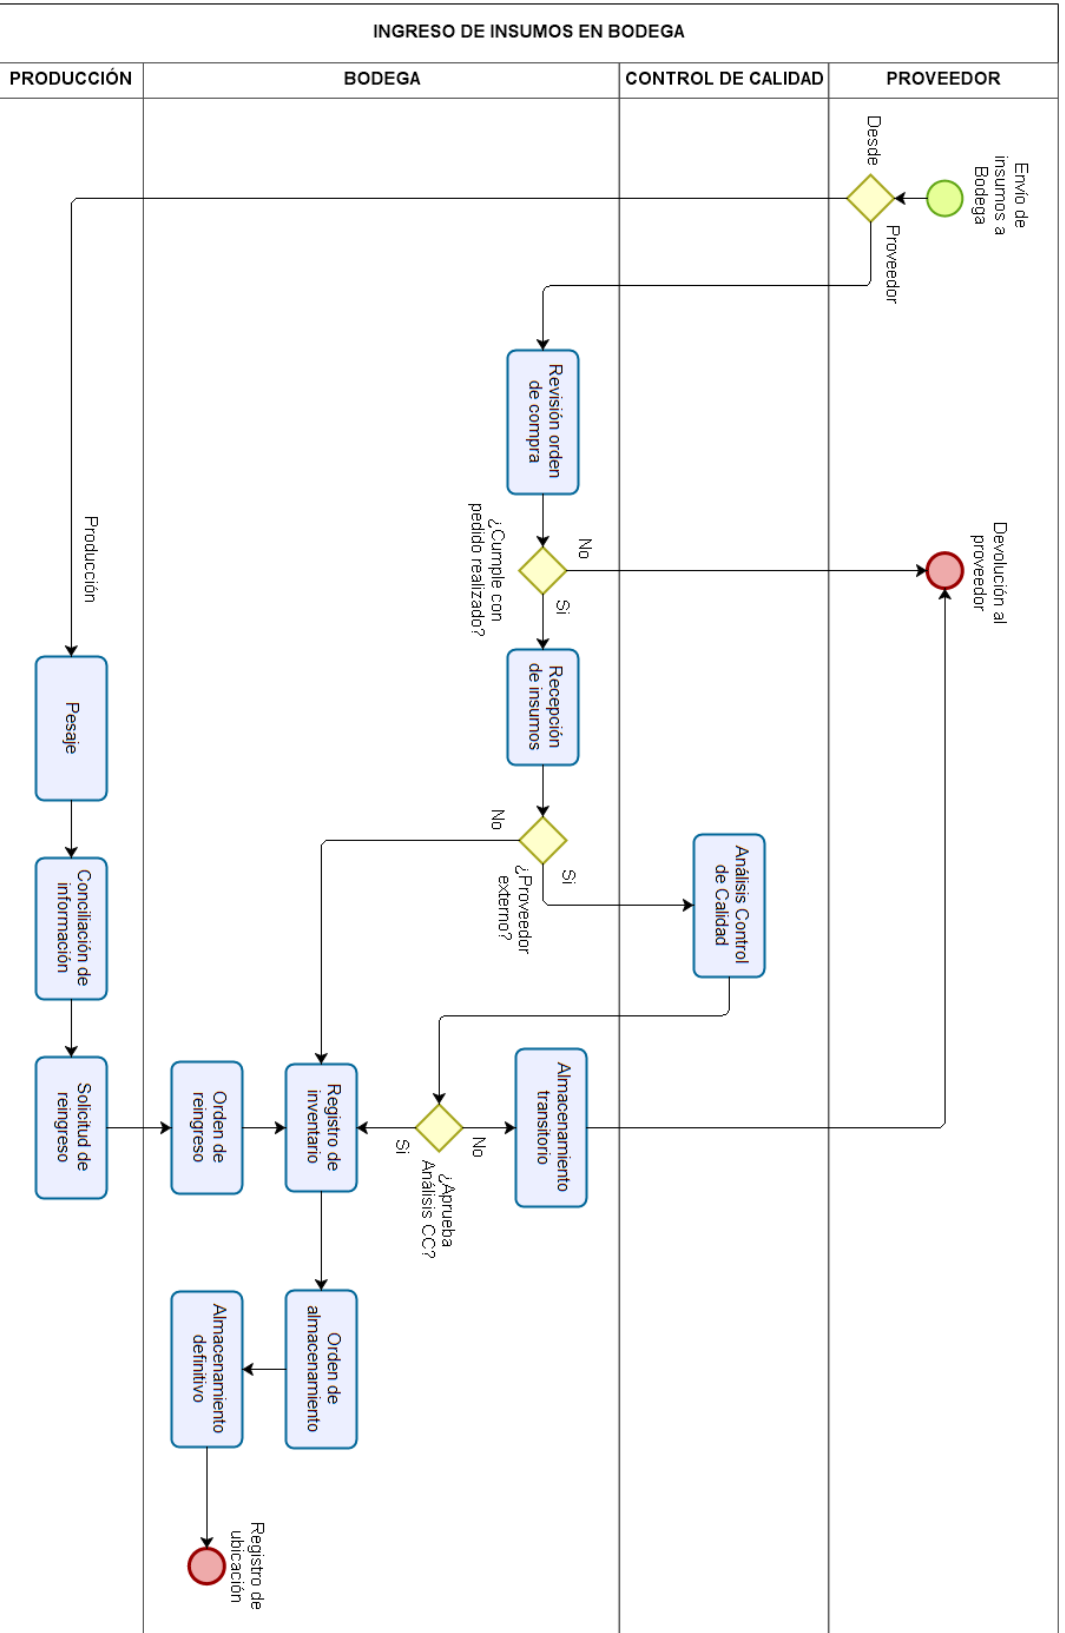 INGRESO DE INSUMOS EN BODEGA
PRODUCCIÓN
BODEGA
CONTROL DE CALIDAD
PROVEEDOR
Envío de
insumos a
Bodega
Desde
Proveedor
Producción
Revisión orden
de compra
¿Cumple con
pedido realizado?
No
Si
Devolución al
proveedor
Recepción
de insumos
¿Proveedor
externo?
No
Si
Análisis Control
de Calidad
Pesaje
Conciliación de
información
Solicitud de
reingreso
Orden de
reingreso
Registro de
inventario
¿Aprueba
Análisis CC?
Si
No
Almacenamiento
transitorio
Orden de
almacenamiento
Almacenamiento
definitivo
Registro de
ubicación